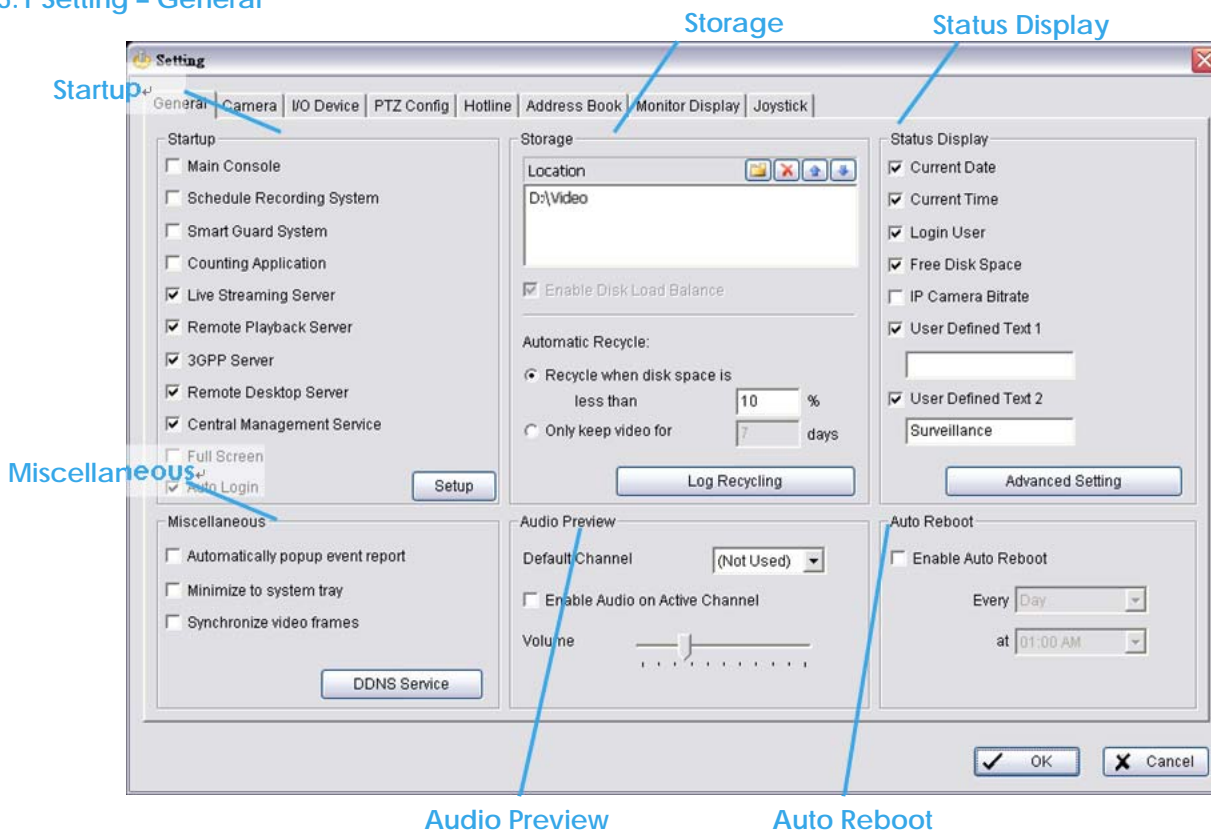 Setting – General
Storage
Status Display
Setting
Startup
General
Camera
I/O Device
PTZ Config
Hotline
Address Book
Monitor Display
Joystick
Startup
Main Console
Schedule Recording System
Smart Guard System
Counting Application
Live Streaming Server
Remote Playback Server
3GPP Server
Remote Desktop Server
Central Management Service
Full Screen
Auto Login
Setup
Storage
Location
D:\Video
Enable Disk Load Balance
Automatic Recycle:
Recycle when disk space is
less than 10 %
Only keep video for 7 days
Log Recycling
Status Display
Current Date
Current Time
Login User
Free Disk Space
IP Camera Bitrate
User Defined Text 1
User Defined Text 2
Surveillance
Advanced Setting
Miscellaneous
Miscellaneous
Automatically popup event report
Minimize to system tray
Synchronize video frames
DDNS Service
Audio Preview
Default Channel (Not Used)
Enable Audio on Active Channel
Volume
Auto Reboot
Enable Auto Reboot
Every Day
at 01:00 AM
OK
Cancel
Audio Preview
Auto Reboot